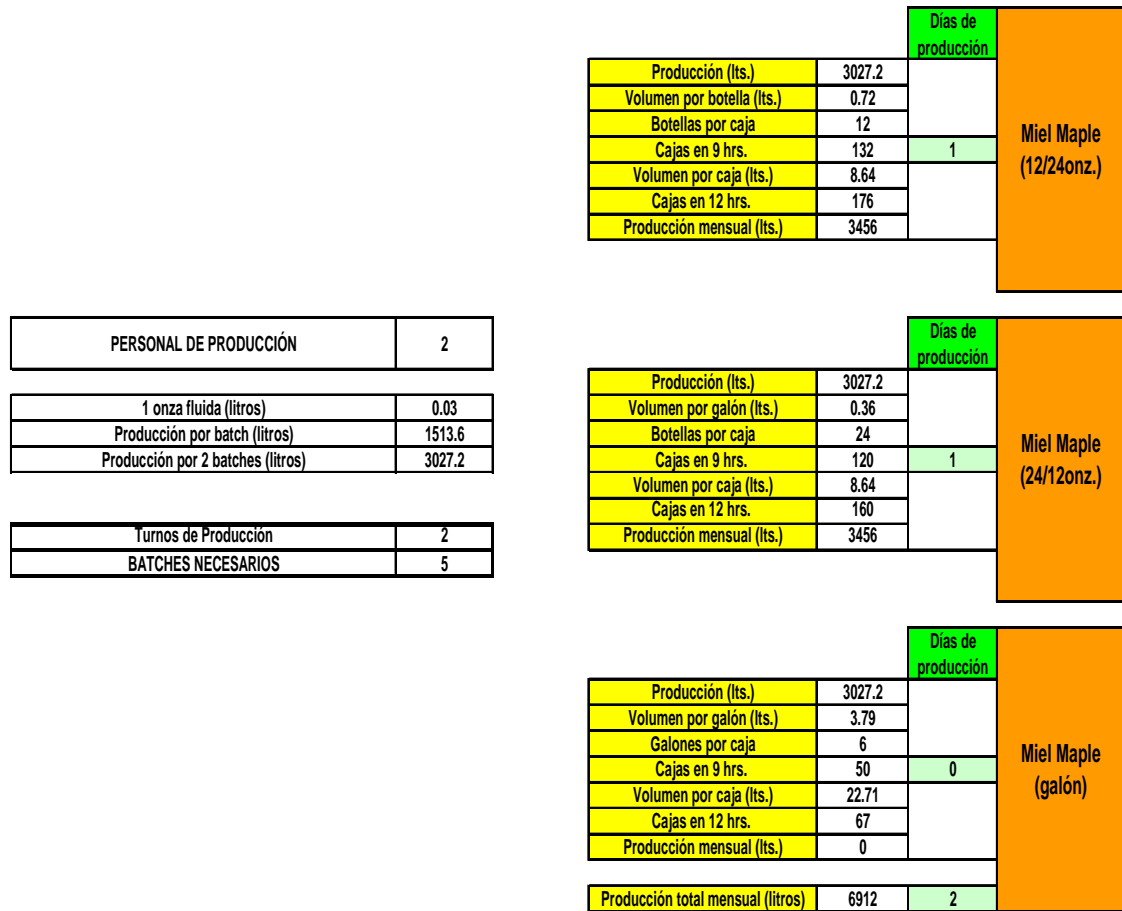 Días de
producción
Producción (lts.) 3027.2
Volumen por botella (lts.) 0.72
Botellas por caja 12
Cajas en 9 hrs. 132 1
Volumen por caja (lts.) 8.64
Cajas en 12 hrs. 176
Producción mensual (lts.) 3456
Miel Maple
(12/24onz.)
PERSONAL DE PRODUCCIÓN 2
1 onza fluida (litros) 0.03
Producción por batch (litros) 1513.6
Producción por 2 batches (litros) 3027.2
Turnos de Producción 2
BATCHES NECESARIOS 5
Días de
producción
Producción (lts.) 3027.2
Volumen por galón (lts.) 0.36
Botellas por caja 24
Cajas en 9 hrs. 120 1
Volumen por caja (lts.) 8.64
Cajas en 12 hrs. 160
Producción mensual (lts.) 3456
Miel Maple
(24/12onz.)
Días de
producción
Producción (lts.) 3027.2
Volumen por galón (lts.) 3.79
Galones por caja 6
Cajas en 9 hrs. 50 0
Volumen por caja (lts.) 22.71
Cajas en 12 hrs. 67
Producción mensual (lts.) 0
Miel Maple
(galón)
Producción total mensual (litros) 6912 2